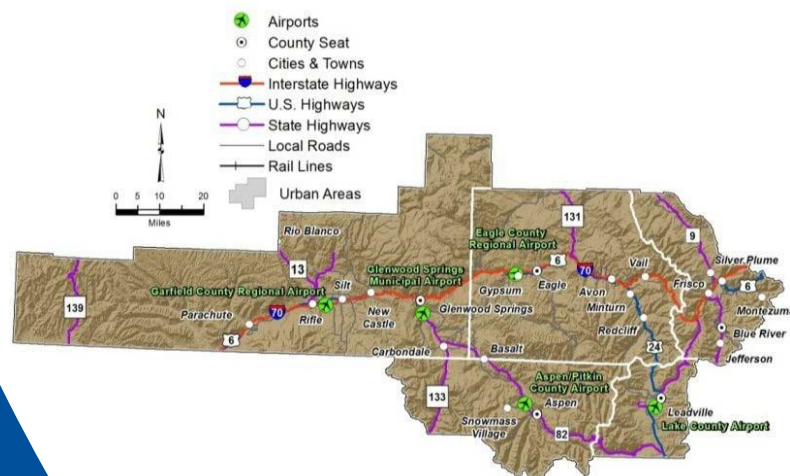 Airports
County Seat
Cities & Towns
Interstate Highways
U.S. Highways
State Highways
Local Roads
Rail Lines
Urban Areas
N
0 5 10 20
Miles
Rio Blanco
131
9
Eagle County
Regional Airport
6
70
Vail
Silver Plume
13
Glenwood Springs
Municipal Airport
Frisco
6
Garfield County Regional Airport
Silt
Gypsum
Eagle
Avon
Montezuma
139
Parachute
70
Rifle
New
Castle
Glenwood Springs
Minturn
Redcliff
Blue River
6
Carbondale
Basalt
24
Jefferson
133
Aspen/Pitkin
County Airport
Aspen
Snowmass
Village
82
Leadville
Lake County Airport